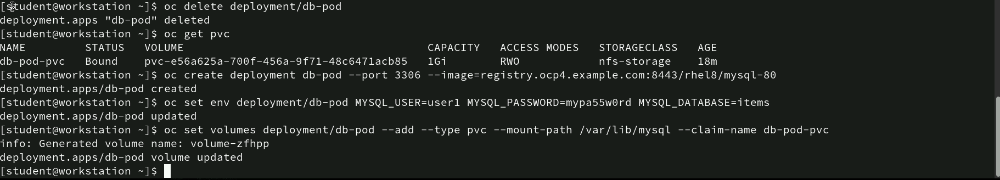 [student@workstation ~]$ oc delete deployment/db-pod
deployment.apps "db-pod" deleted
[student@workstation ~]$ oc get pvc
NAME         STATUS   VOLUME                                     CAPACITY   ACCESS MODES   STORAGECLASS   AGE
db-pod-pvc   Bound    pvc-e56a625a-700f-456a-9f71-48c6471acb85   1Gi        RWO            nfs-storage    18m
[student@workstation ~]$ oc create deployment db-pod --port 3306 --image=registry.ocp4.example.com:8443/rhel8/mysql-80
deployment.apps/db-pod created
[student@workstation ~]$ oc set env deployment/db-pod MYSQL_USER=user1 MYSQL_PASSWORD=mypa55w0rd MYSQL_DATABASE=items
deployment.apps/db-pod updated
[student@workstation ~]$ oc set volumes deployment/db-pod --add --type pvc --mount-path /var/lib/mysql --claim-name db-pod-pvc
info: Generated volume name: volume-zfhpp
deployment.apps/db-pod volume updated
[student@workstation ~]$